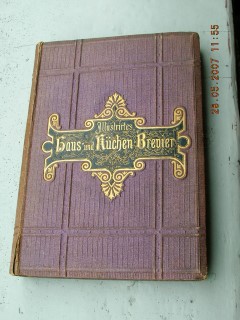 Illustrirtes
Haus- und Küchen-Brevier
28.05.2007 11:55